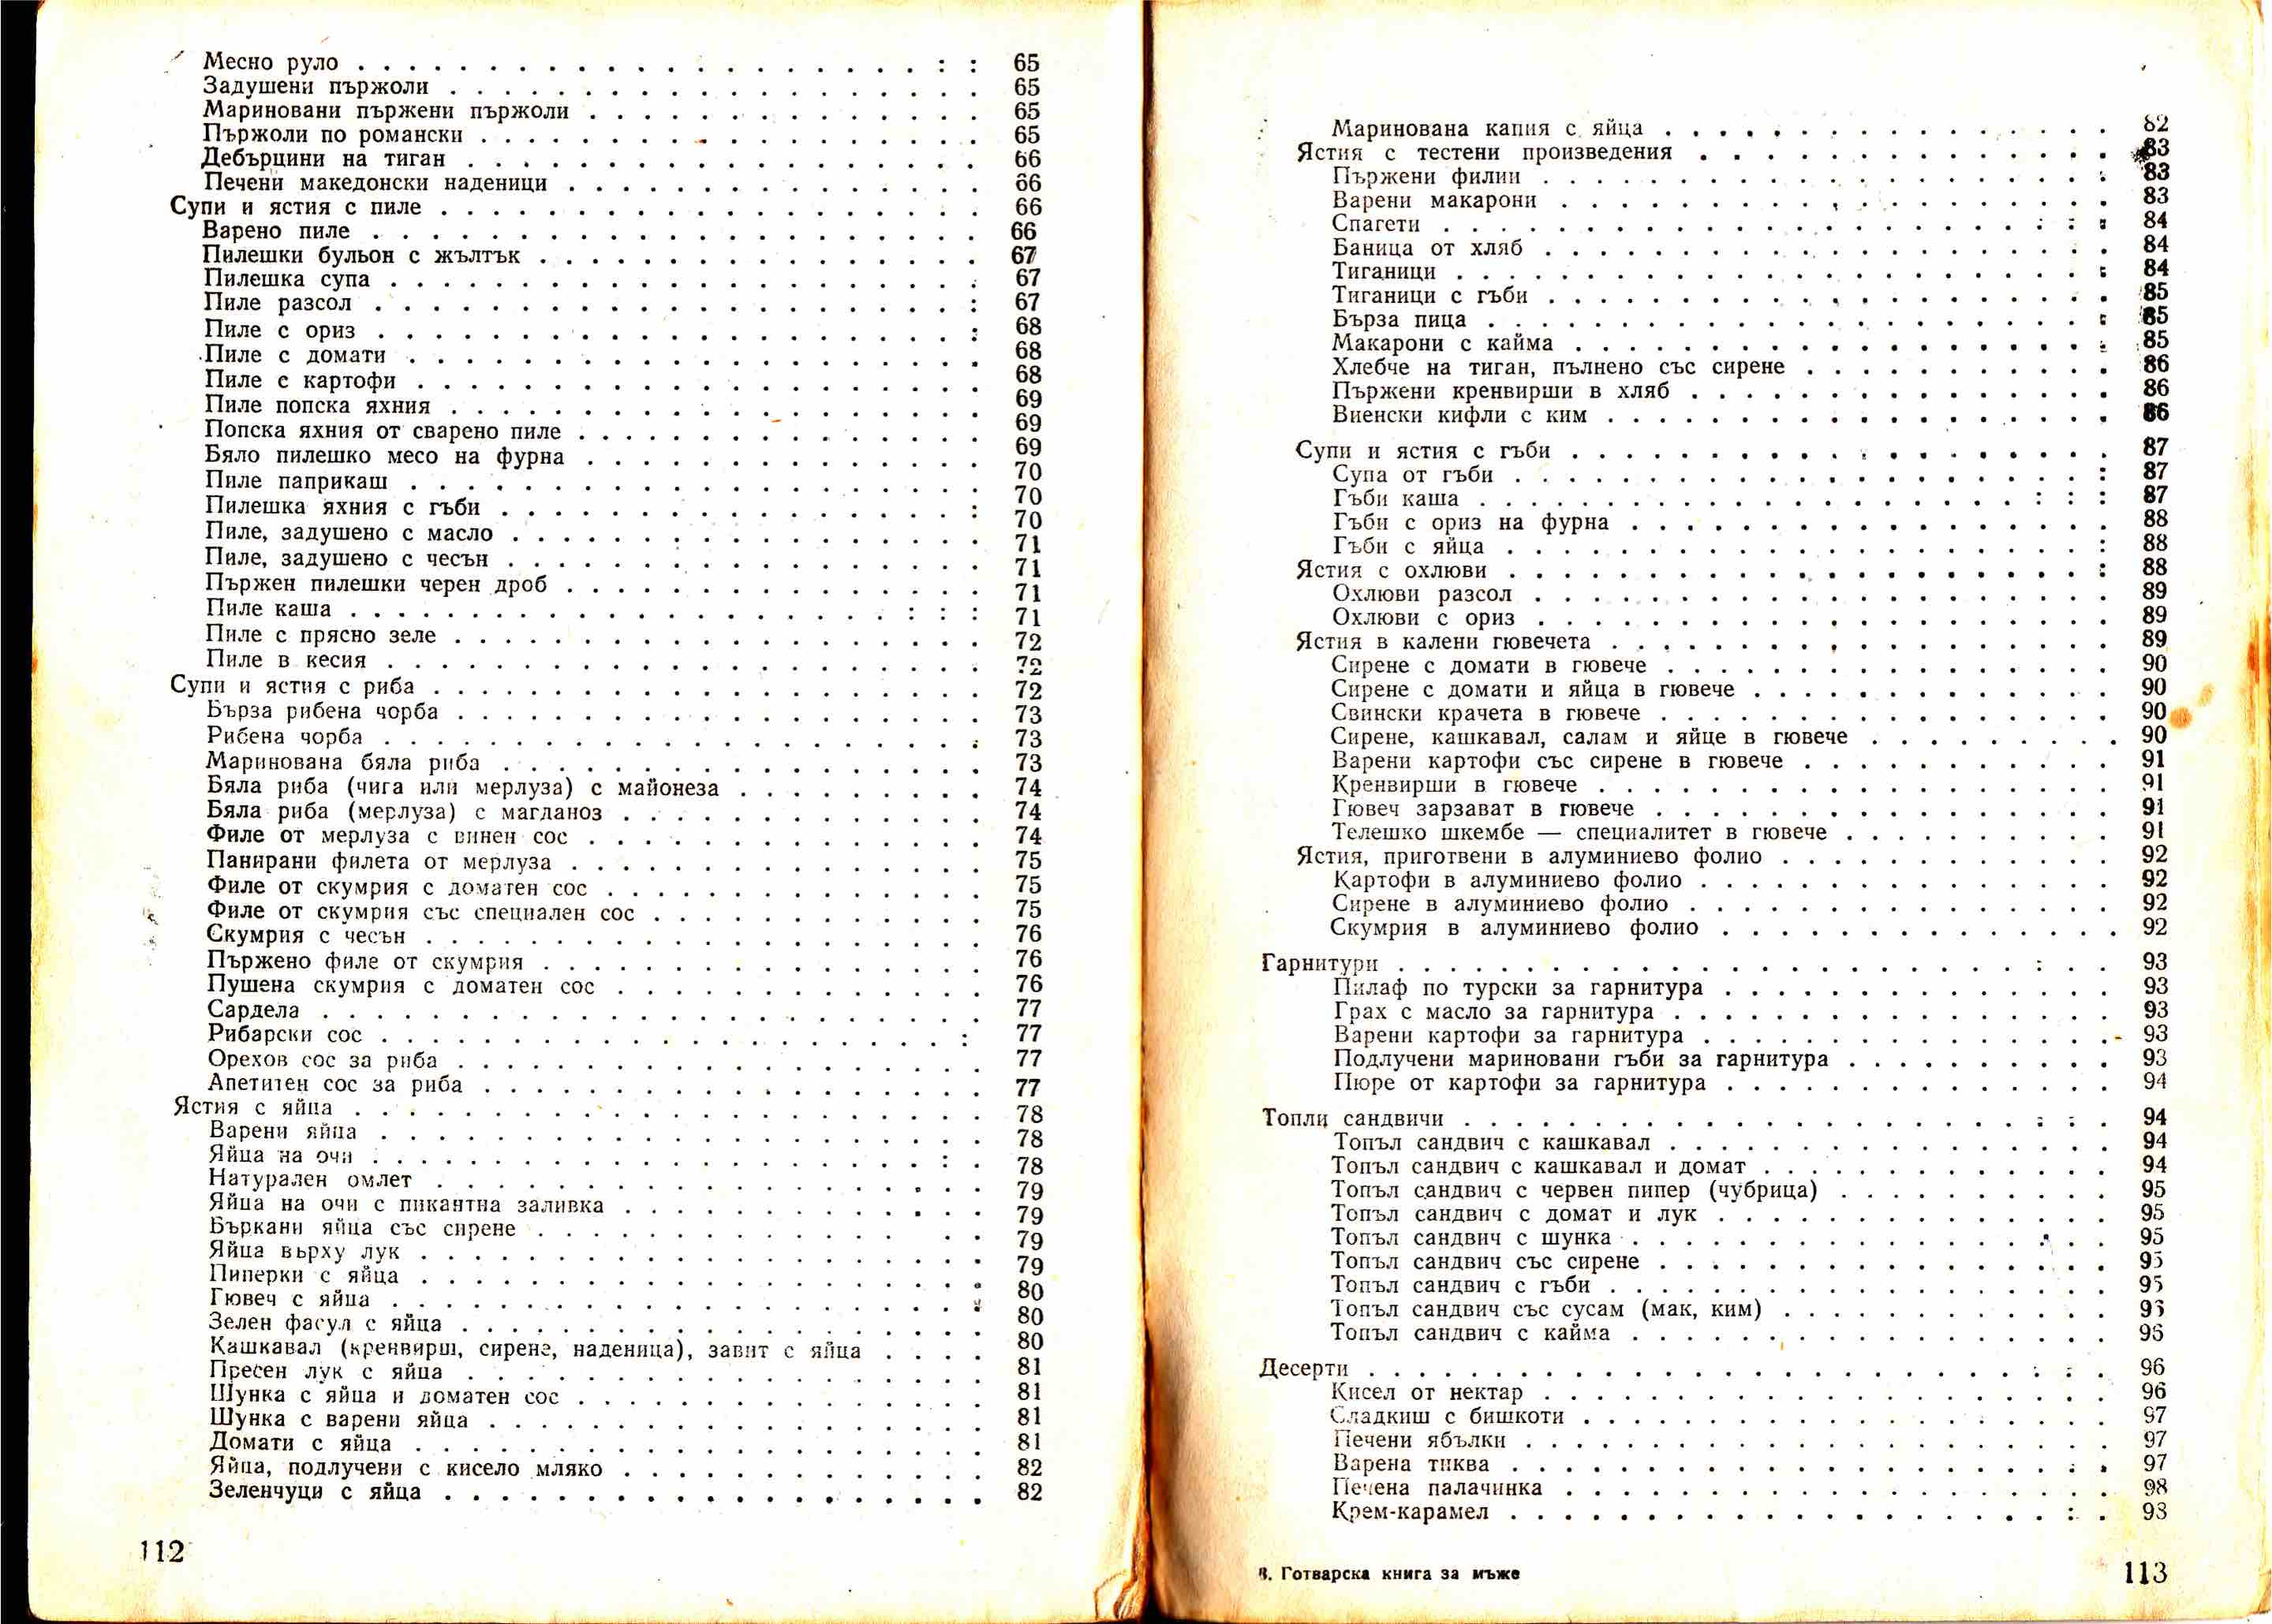 Месно руло . . . . . . . . . . . . . . . . . . . . 65
Задушени пържоли . . . . . . . . . . . . . . . . . . 65
Мариновани пържени пържоли . . . . . . . . . . . . . . 65
Пържоли по романски . . . . . . . . . . . . . . . . . 65
Дебърцини на тиган . . . . . . . . . . . . . . . . . . 66
Печени македонски наденици . . . . . . . . . . . . . . 66
Супи и ястия с пиле . . . . . . . . . . . . . . . . . 66
Варено пиле . . . . . . . . . . . . . . . . . . . . 66
Пилешки бульон с жълтък . . . . . . . . . . . . . . . 67
Пилешка супа . . . . . . . . . . . . . . . . . . . . 67
Пиле разсол . . . . . . . . . . . . . . . . . . . . 67
Пиле с ориз . . . . . . . . . . . . . . . . . . . . 68
Пиле с домати . . . . . . . . . . . . . . . . . . . 68
Пиле с картофи . . . . . . . . . . . . . . . . . . . 68
Пиле попска яхния . . . . . . . . . . . . . . . . . . 69
Попска яхния от сварено пиле . . . . . . . . . . . . . 69
Бяло пилешко месо на фурна . . . . . . . . . . . . . . 69
Пиле паприкаш . . . . . . . . . . . . . . . . . . . 70
Пилешка яхния с гъби . . . . . . . . . . . . . . . . 70
Пиле, задушено с масло . . . . . . . . . . . . . . . 70
Пиле, задушено с чесън . . . . . . . . . . . . . . . 71
Пържен пилешки черен дроб . . . . . . . . . . . . . . 71
Пиле каша . . . . . . . . . . . . . . . . . . . . . 71
Пиле с прясно зеле . . . . . . . . . . . . . . . . . 71
Пиле в кесия . . . . . . . . . . . . . . . . . . . . 72
Супи и ястия с риба . . . . . . . . . . . . . . . . . 72
Бърза рибена чорба . . . . . . . . . . . . . . . . . 72
Рибена чорба . . . . . . . . . . . . . . . . . . . . 73
Маринована бяла риба . . . . . . . . . . . . . . . . 73
Бяла риба (чига или мерлуза) с майонеза . . . . . . . . . 73
Бяла риба (мерлуза) с магданоз . . . . . . . . . . . . 74
Филе от мерлуза с винен сос . . . . . . . . . . . . . 74
Панирани филета от мерлуза . . . . . . . . . . . . . . 74
Филе от скумрия с доматен сос . . . . . . . . . . . . . 75
Филе от скумрия със специален сос . . . . . . . . . . . 75
Скумрия с чесън . . . . . . . . . . . . . . . . . . 75
Пържено филе от скумрия . . . . . . . . . . . . . . . 76
Пушена скумрия с доматен сос . . . . . . . . . . . . . 76
Сардела . . . . . . . . . . . . . . . . . . . . . . 76
Рибарски сос . . . . . . . . . . . . . . . . . . . . 77
Орехов сос за риба . . . . . . . . . . . . . . . . . 77
Апетитен сос за риба . . . . . . . . . . . . . . . . 77
Ястия с яйца . . . . . . . . . . . . . . . . . . . . 77
Варени яйца . . . . . . . . . . . . . . . . . . . . 78
Яйца на очи . . . . . . . . . . . . . . . . . . . . 78
Натурален омлет . . . . . . . . . . . . . . . . . . 78
Яйца на очи с пикантна заливка . . . . . . . . . . . . 79
Бъркани яйца със сирене . . . . . . . . . . . . . . . 79
Яйца върху лук . . . . . . . . . . . . . . . . . . . 79
Пиперки с яйца . . . . . . . . . . . . . . . . . . . 79
Гювеч с яйца . . . . . . . . . . . . . . . . . . . . 80
Зелен фасул с яйца . . . . . . . . . . . . . . . . . 80
Кашкавал (кренвирш, сирене, наденица), завит с яйца . . . . 80
Пресен лук с яйца . . . . . . . . . . . . . . . . . . 81
Шунка с яйца и доматен сос . . . . . . . . . . . . . . 81
Шунка с варени яйца . . . . . . . . . . . . . . . . . 81
Домати с яйца . . . . . . . . . . . . . . . . . . . 81
Яйца, подлучени с кисело мляко . . . . . . . . . . . . 82
Зеленчуци с яйца . . . . . . . . . . . . . . . . . . 82
112
Маринована капия с яйца . . . . . . . . . . . . . . . 82
Ястия с тестени произведения . . . . . . . . . . . . . 83
Пържени филии . . . . . . . . . . . . . . . . . . . 83
Варени макарони . . . . . . . . . . . . . . . . . . 83
Спагети . . . . . . . . . . . . . . . . . . . . . . 84
Баница от хляб . . . . . . . . . . . . . . . . . . . 84
Тиганици . . . . . . . . . . . . . . . . . . . . . . 84
Тиганици с гъби . . . . . . . . . . . . . . . . . . 85
Бърза пица . . . . . . . . . . . . . . . . . . . . . 85
Макарони с кайма . . . . . . . . . . . . . . . . . . 85
Хлебче на тиган, пълнено със сирене . . . . . . . . . . 86
Пържени кренвирши в хляб . . . . . . . . . . . . . . . 86
Виенски кифли с ким . . . . . . . . . . . . . . . . . 86
Супи и ястия с гъби . . . . . . . . . . . . . . . . . 87
Супа от гъби . . . . . . . . . . . . . . . . . . . . 87
Гъби каша . . . . . . . . . . . . . . . . . . . . . 87
Гъби с ориз на фурна . . . . . . . . . . . . . . . . 88
Гъби с яйца . . . . . . . . . . . . . . . . . . . . 88
Ястия с охлюви . . . . . . . . . . . . . . . . . . . 88
Охлюви разсол . . . . . . . . . . . . . . . . . . . 89
Охлюви с ориз . . . . . . . . . . . . . . . . . . . 89
Ястия в калени гювечета . . . . . . . . . . . . . . . 89
Сирене с домати в гювече . . . . . . . . . . . . . . . 90
Сирене с домати и яйца в гювече . . . . . . . . . . . . 90
Свински крачета в гювече . . . . . . . . . . . . . . . 90
Сирене, кашкавал, салам и яйце в гювече . . . . . . . . . 90
Варени картофи със сирене в гювече . . . . . . . . . . . 91
Кренвирши в гювече . . . . . . . . . . . . . . . . . 91
Гювеч зарзават в гювече . . . . . . . . . . . . . . . 91
Телешко шкембе — специалитет в гювече . . . . . . . . . 91
Ястия, приготвени в алуминиево фолио . . . . . . . . . . 92
Картофи в алуминиево фолио . . . . . . . . . . . . . . 92
Сирене в алуминиево фолио . . . . . . . . . . . . . . 92
Скумрия в алуминиево фолио . . . . . . . . . . . . . . 92
Гарнитури . . . . . . . . . . . . . . . . . . . . . 93
Пилаф по турски за гарнитура . . . . . . . . . . . . . 93
Грах с масло за гарнитура . . . . . . . . . . . . . . 93
Варени картофи за гарнитура . . . . . . . . . . . . . . 93
Подлучени мариновани гъби за гарнитура . . . . . . . . . 93
Пюре от картофи за гарнитура . . . . . . . . . . . . . 94
Топли сандвичи . . . . . . . . . . . . . . . . . . . 94
Топъл сандвич с кашкавал . . . . . . . . . . . . . . . 94
Топъл сандвич с кашкавал и домат . . . . . . . . . . . . 94
Топъл сандвич с червен пипер (чубрица) . . . . . . . . . 95
Топъл сандвич с домат и лук . . . . . . . . . . . . . . 95
Топъл сандвич с шунка . . . . . . . . . . . . . . . . 95
Топъл сандвич със сирене . . . . . . . . . . . . . . . 95
Топъл сандвич с гъби . . . . . . . . . . . . . . . . 95
Топъл сандвич със сусам (мак, ким) . . . . . . . . . . .
Топъл сандвич с кайма . . . . . . . . . . . . . . . .
Десерти . . . . . . . . . . . . . . . . . . . . . . 96
Кисел от нектар . . . . . . . . . . . . . . . . . . 96
Сладкиш с бишкоти . . . . . . . . . . . . . . . . . . 97
Печени ябълки . . . . . . . . . . . . . . . . . . . 97
Варена тиква . . . . . . . . . . . . . . . . . . . . 97
Печена палачинка . . . . . . . . . . . . . . . . . . 98
Крем-карамел . . . . . . . . . . . . . . . . . . . . 98
8. Готварска книга за мъже
113